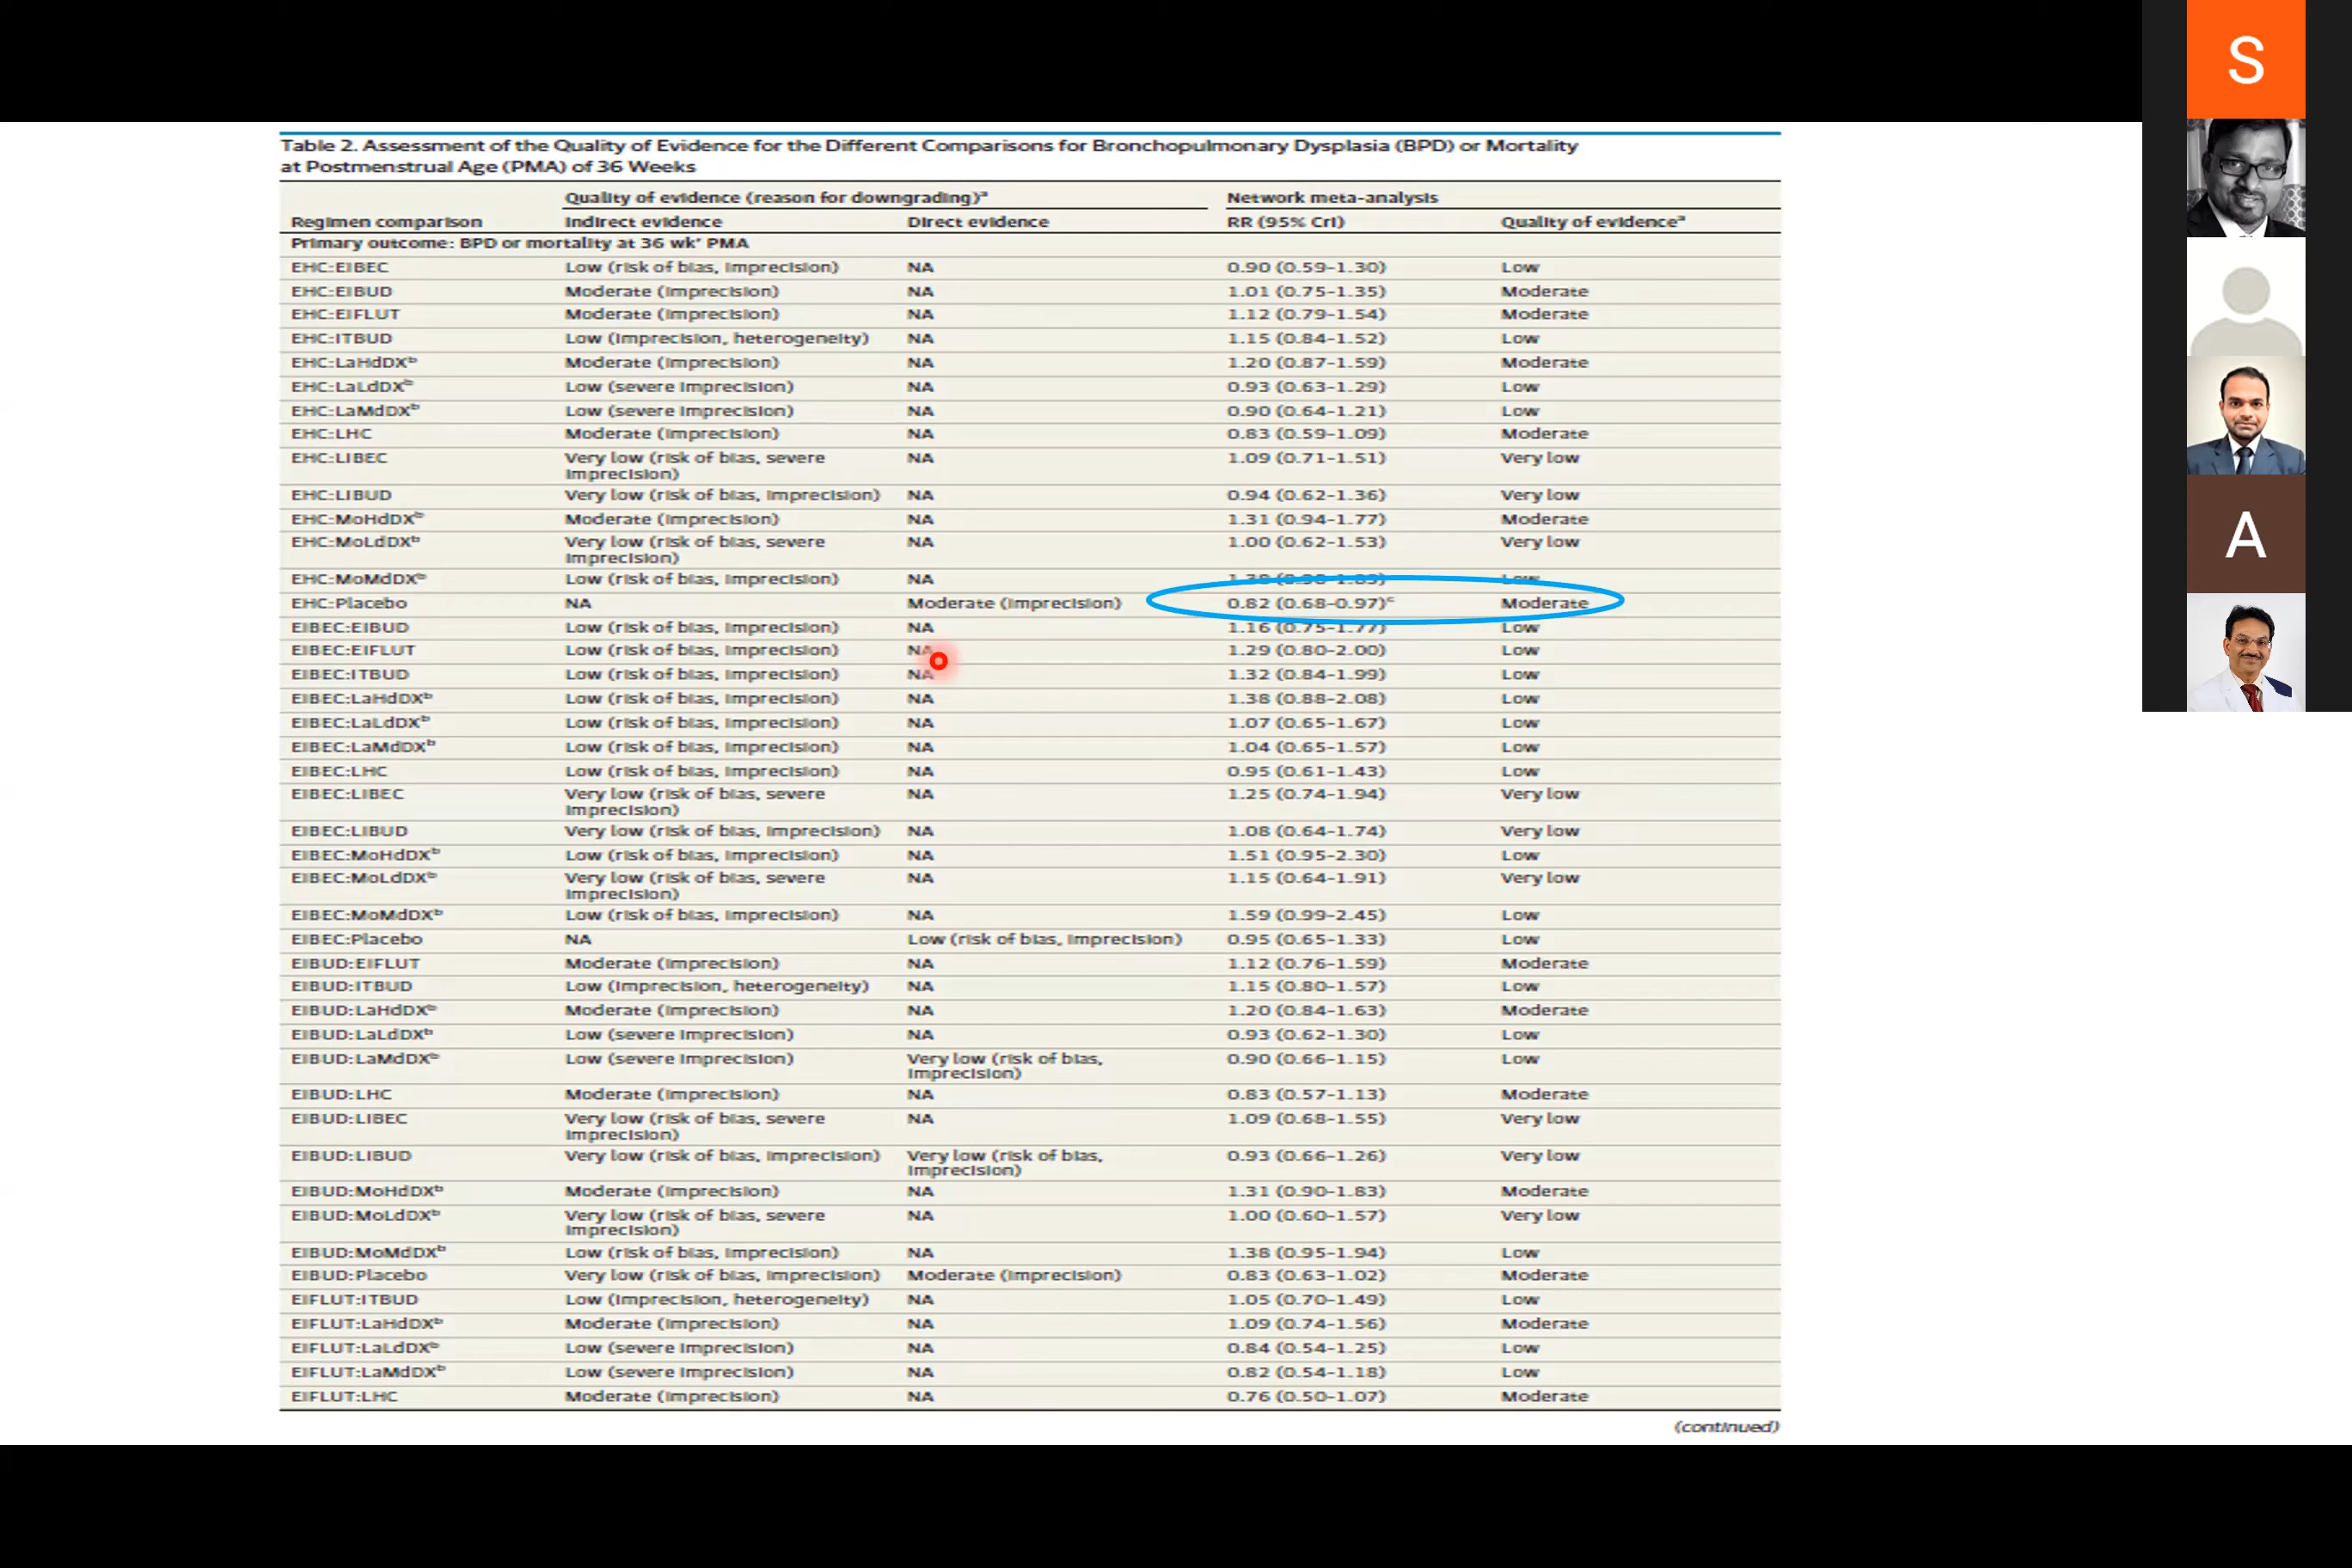 S
Table 2. Assessment of the Quality of Evidence for the Different Comparisons for Bronchopulmonary Dysplasia (BPD) or Mortality
at Postmenstrual Age (PMA) of 36 Weeks
Quality of evidence (reason for downgrading)ᵃ Network meta-analysis
Regimen comparison Indirect evidence Direct evidence RR (95% CrI) Quality of evidenceᵃ
Primary outcome: BPD or mortality at 36 wk' PMA
EHC:EIBEC Low (risk of bias, imprecision) NA 0.90 (0.59-1.30) Low
EHC:EIBUD Moderate (imprecision) NA 1.01 (0.75-1.35) Moderate
EHC:EIFLUT Moderate (imprecision) NA 1.12 (0.79-1.54) Moderate
EHC:ITBUD Low (imprecision, heterogeneity) NA 1.15 (0.84-1.52) Low
EHC:LaHdDXᵇ Moderate (imprecision) NA 1.20 (0.87-1.59) Moderate
EHC:LaLdDXᵇ Low (severe imprecision) NA 0.93 (0.63-1.29) Low
EHC:LaMdDXᵇ Low (severe imprecision) NA 0.90 (0.64-1.21) Low
EHC:LHC Moderate (imprecision) NA 0.83 (0.59-1.09) Moderate
EHC:LIBEC Very low (risk of bias, severe NA 1.09 (0.71-1.51) Very low
imprecision)
EHC:LIBUD Very low (risk of bias, imprecision) NA 0.94 (0.62-1.36) Very low
EHC:MoHdDXᵇ Moderate (imprecision) NA 1.31 (0.94-1.77) Moderate
EHC:MoLdDXᵇ Very low (risk of bias, severe NA 1.00 (0.62-1.53) Very low
imprecision)
EHC:MoMdDXᵇ Low (risk of bias, imprecision) NA Low
EHC:Placebo NA Moderate (imprecision) 0.82 (0.68-0.97)ᶜ Moderate
EIBEC:EIBUD Low (risk of bias, imprecision) NA 1.16 (0.75-1.77) Low
EIBEC:EIFLUT Low (risk of bias, imprecision) NA 1.29 (0.80-2.00) Low
EIBEC:ITBUD Low (risk of bias, imprecision) NA 1.32 (0.84-1.99) Low
EIBEC:LaHdDXᵇ Low (risk of bias, imprecision) NA 1.38 (0.88-2.08) Low
EIBEC:LaLdDXᵇ Low (risk of bias, imprecision) NA 1.07 (0.65-1.67) Low
EIBEC:LaMdDXᵇ Low (risk of bias, imprecision) NA 1.04 (0.65-1.57) Low
EIBEC:LHC Low (risk of bias, imprecision) NA 0.95 (0.61-1.43) Low
EIBEC:LIBEC Very low (risk of bias, severe NA 1.25 (0.74-1.94) Very low
imprecision)
EIBEC:LIBUD Very low (risk of bias, imprecision) NA 1.08 (0.64-1.74) Very low
EIBEC:MoHdDXᵇ Low (risk of bias, imprecision) NA 1.51 (0.95-2.30) Low
EIBEC:MoLdDXᵇ Very low (risk of bias, severe NA 1.15 (0.64-1.91) Very low
imprecision)
EIBEC:MoMdDXᵇ Low (risk of bias, imprecision) NA 1.59 (0.99-2.45) Low
EIBEC:Placebo NA Low (risk of bias, imprecision) 0.95 (0.65-1.33) Low
EIBUD:EIFLUT Moderate (imprecision) NA 1.12 (0.76-1.59) Moderate
EIBUD:ITBUD Low (imprecision, heterogeneity) NA 1.15 (0.80-1.57) Low
EIBUD:LaHdDXᵇ Moderate (imprecision) NA 1.20 (0.84-1.63) Moderate
EIBUD:LaLdDXᵇ Low (severe imprecision) NA 0.93 (0.62-1.30) Low
EIBUD:LaMdDXᵇ Low (severe imprecision) Very low (risk of bias, 0.90 (0.66-1.15) Low
imprecision)
EIBUD:LHC Moderate (imprecision) NA 0.83 (0.57-1.13) Moderate
EIBUD:LIBEC Very low (risk of bias, severe NA 1.09 (0.68-1.55) Very low
imprecision)
EIBUD:LIBUD Very low (risk of bias, imprecision) Very low (risk of bias, 0.93 (0.66-1.26) Very low
imprecision)
EIBUD:MoHdDXᵇ Moderate (imprecision) NA 1.31 (0.90-1.83) Moderate
EIBUD:MoLdDXᵇ Very low (risk of bias, severe NA 1.00 (0.60-1.57) Very low
imprecision)
EIBUD:MoMdDXᵇ Low (risk of bias, imprecision) NA 1.38 (0.95-1.94) Low
EIBUD:Placebo Very low (risk of bias, imprecision) Moderate (imprecision) 0.83 (0.63-1.02) Moderate
EIFLUT:ITBUD Low (imprecision, heterogeneity) NA 1.05 (0.70-1.49) Low
EIFLUT:LaHdDXᵇ Moderate (imprecision) NA 1.09 (0.74-1.56) Moderate
EIFLUT:LaLdDXᵇ Low (severe imprecision) NA 0.84 (0.54-1.25) Low
EIFLUT:LaMdDXᵇ Low (severe imprecision) NA 0.82 (0.54-1.18) Low
EIFLUT:LHC Moderate (imprecision) NA 0.76 (0.50-1.07) Moderate
(continued)
A